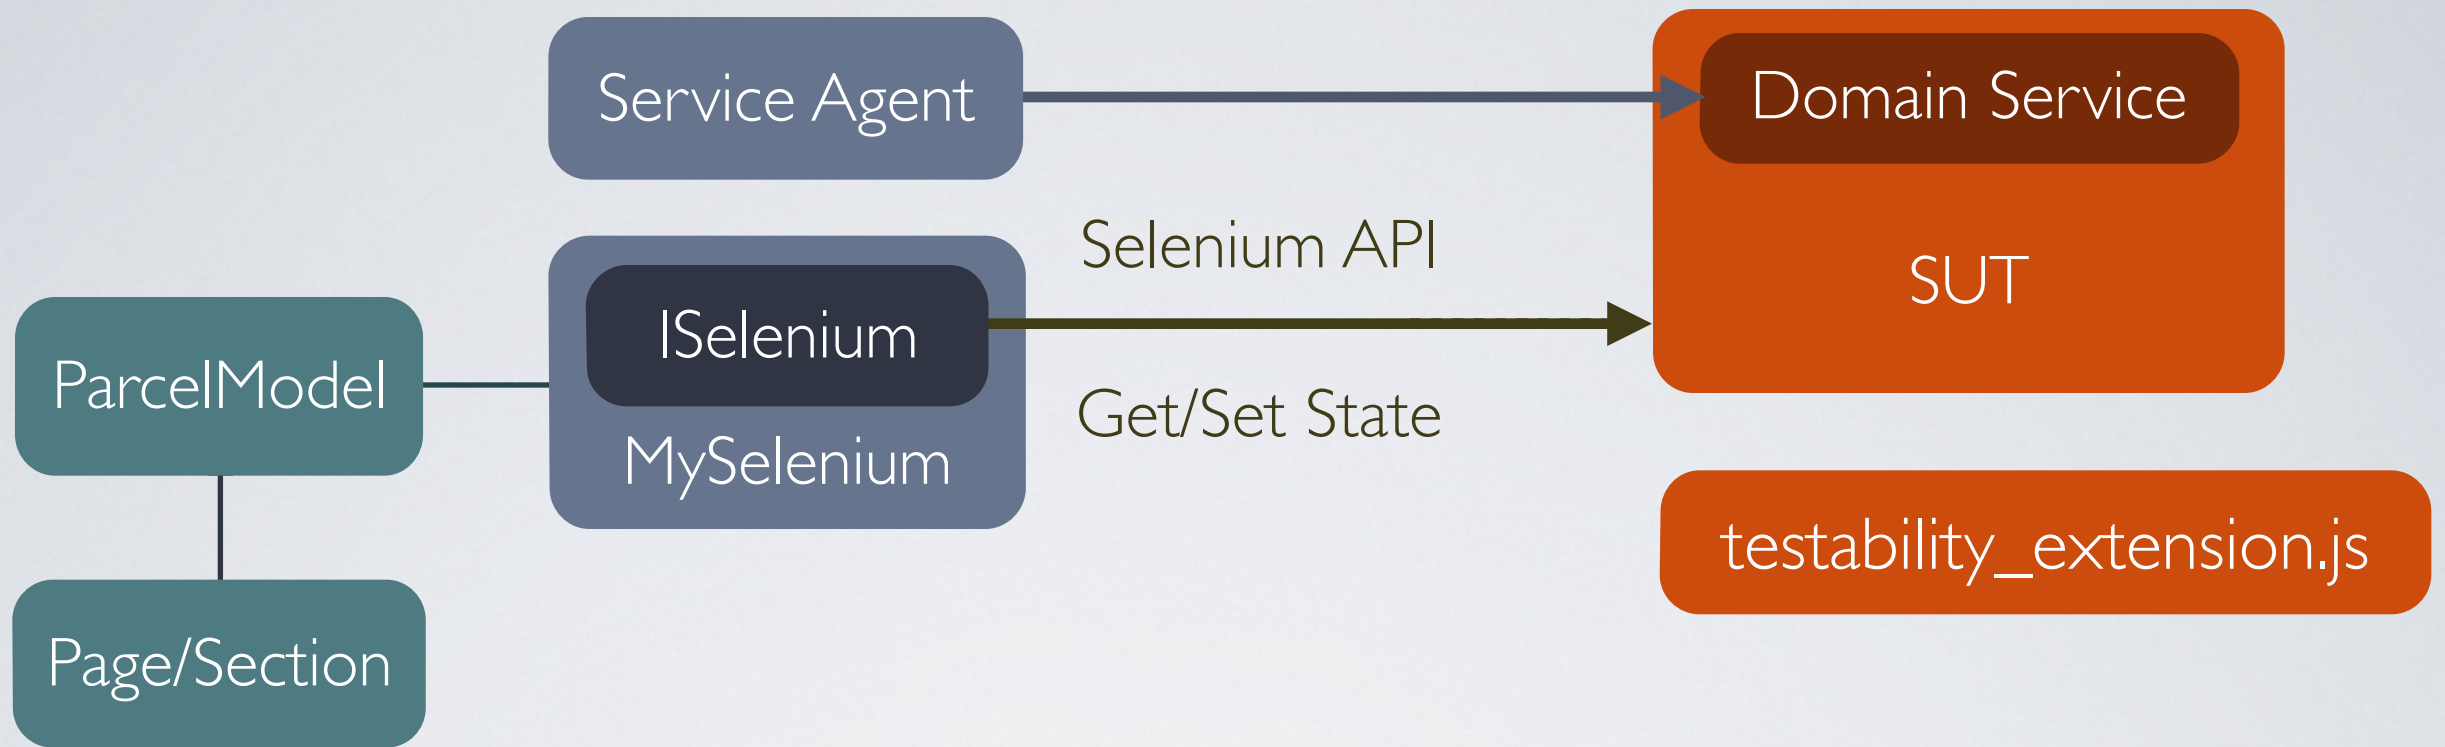 Service Agent
Domain Service
Selenium API
SUT
ISelenium
ParcelModel
Get/Set State
MySelenium
testability_extension.js
Page/Section